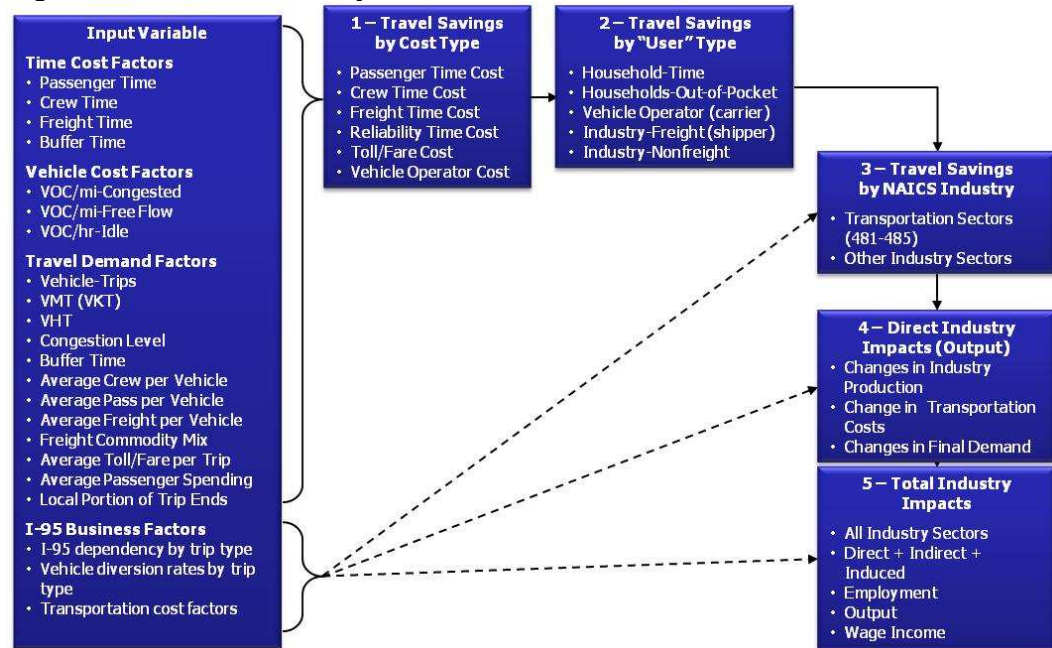 Input Variable
Time Cost Factors
• Passenger Time
• Crew Time
• Freight Time
• Buffer Time
Vehicle Cost Factors
• VOC/mi-Congested
• VOC/mi-Free Flow
• VOC/hr-Idle
Travel Demand Factors
• Vehicle-Trips
• VMT (VKT)
• VHT
• Congestion Level
• Buffer Time
• Average Crew per Vehicle
• Average Pass per Vehicle
• Average Freight per Vehicle
• Freight Commodity Mix
• Average Toll/Fare per Trip
• Average Passenger Spending
• Local Portion of Trip Ends
I-95 Business Factors
• I-95 dependency by trip type
• Vehicle diversion rates by trip
type
• Transportation cost factors
1 – Travel Savings
by Cost Type
• Passenger Time Cost
• Crew Time Cost
• Freight Time Cost
• Reliability Time Cost
• Toll/Fare Cost
• Vehicle Operator Cost
2 – Travel Savings
by "User" Type
• Household-Time
• Households-Out-of-Pocket
• Vehicle Operator (carrier)
• Industry-Freight (shipper)
• Industry-Nonfreight
3 – Travel Savings
by NAICS Industry
• Transportation Sectors
(481-485)
• Other Industry Sectors
4 – Direct Industry
Impacts (Output)
• Changes in Industry
Production
• Change in Transportation
Costs
• Changes in Final Demand
5 – Total Industry
Impacts
• All Industry Sectors
• Direct + Indirect +
Induced
• Employment
• Output
• Wage Income